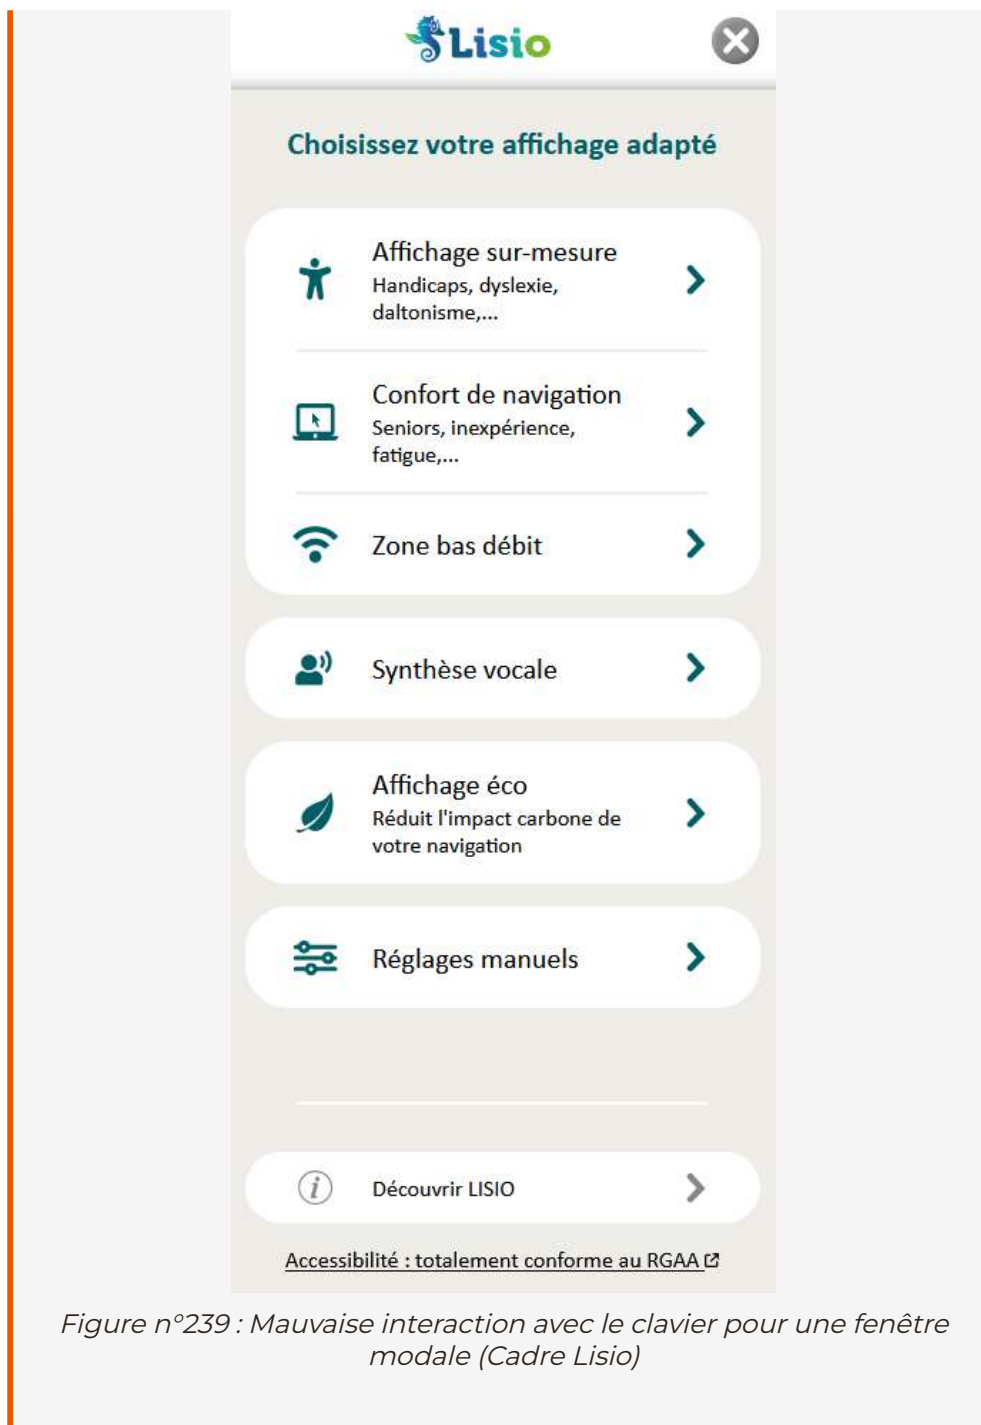 Lisio
Choisissez votre affichage adapté
Affichage sur-mesure
Handicaps, dyslexie,
daltonisme,...
Confort de navigation
Seniors, inexpérience,
fatigue,...
Zone bas débit
Synthèse vocale
Affichage éco
Réduit l'impact carbone de
votre navigation
Réglages manuels
Découvrir LISIO
Accessibilité : totalement conforme au RGAA
Figure n°239 : Mauvaise interaction avec le clavier pour une fenêtre
modale (Cadre Lisio)